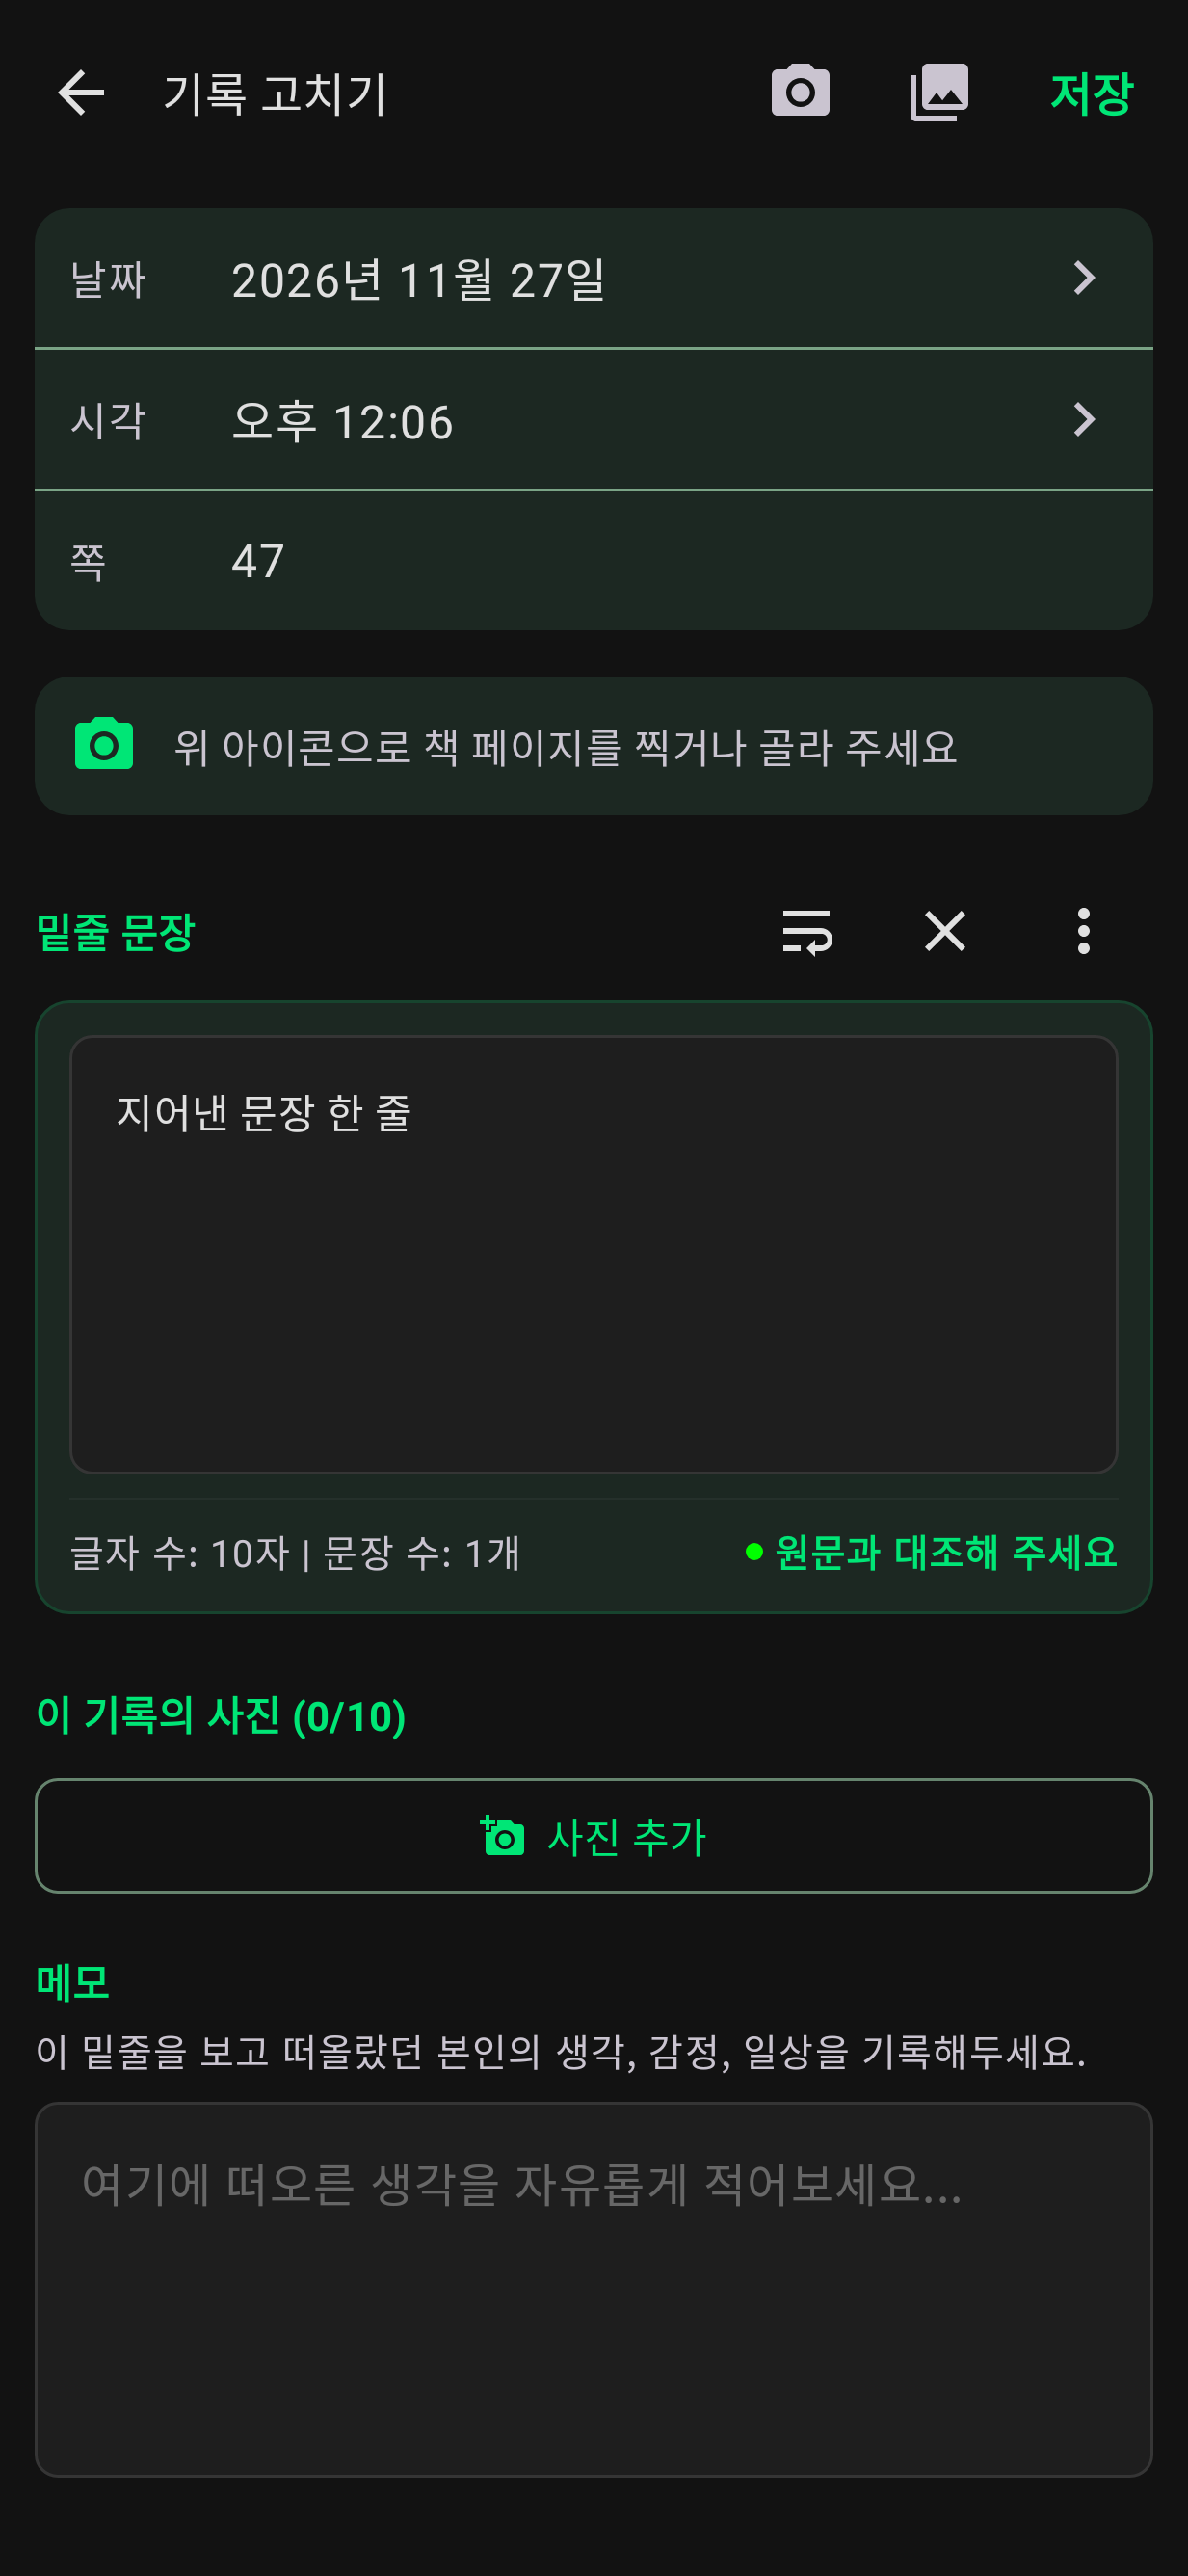 기록 고치기
저장
날짜 2026년 11월 27일
시각 오후 12:06
쪽 47
위 아이콘으로 책 페이지를 찍거나 골라 주세요
밑줄 문장
지어낸 문장 한 줄
글자 수: 10자 | 문장 수: 1개
원문과 대조해 주세요
이 기록의 사진 (0/10)
사진 추가
메모
이 밑줄을 보고 떠올랐던 본인의 생각, 감정, 일상을 기록해두세요.
여기에 떠오른 생각을 자유롭게 적어보세요...